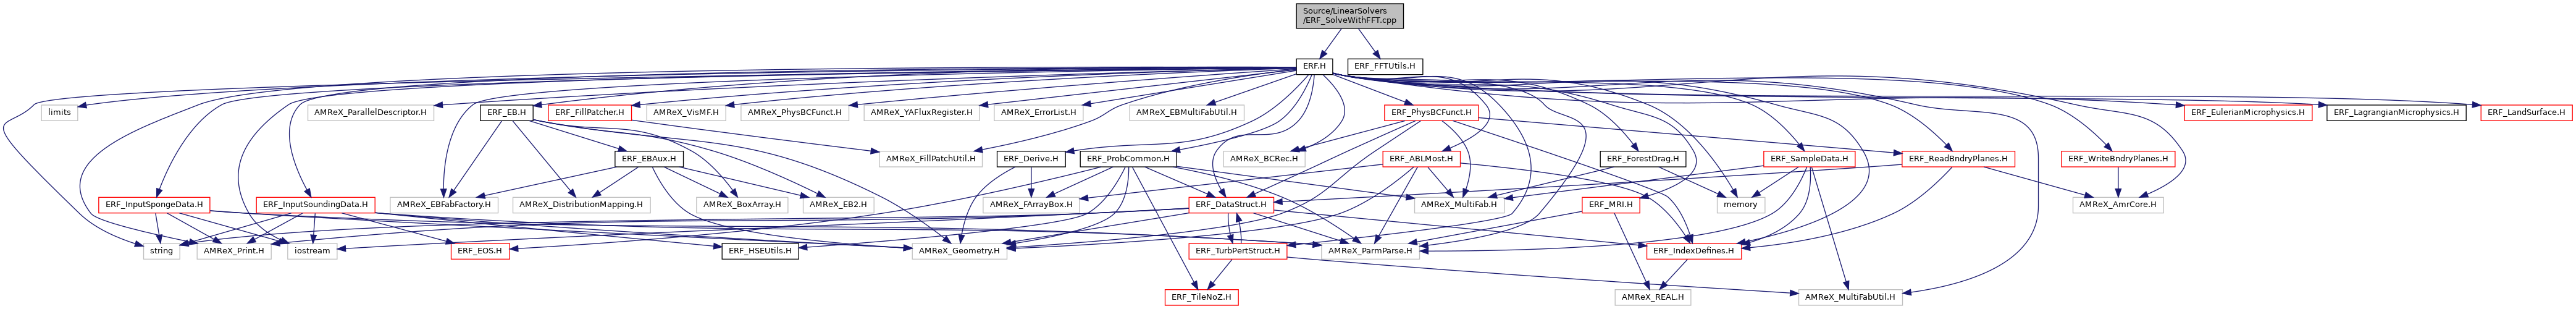 Source/LinearSolvers
/ERF_SolveWithFFT.cpp
ERF.H
ERF_FFTUtils.H
limits
AMReX_ParallelDescriptor.H
ERF_EB.H
ERF_FillPatcher.H
AMReX_VisMF.H
AMReX_PhysBCFunct.H
AMReX_YAFluxRegister.H
AMReX_ErrorList.H
AMReX_EBMultiFabUtil.H
ERF_PhysBCFunct.H
ERF_EulerianMicrophysics.H
ERF_LagrangianMicrophysics.H
ERF_LandSurface.H
ERF_EBAux.H
AMReX_FillPatchUtil.H
ERF_Derive.H
ERF_ProbCommon.H
AMReX_BCRec.H
ERF_ABLMost.H
ERF_ForestDrag.H
ERF_SampleData.H
ERF_ReadBndryPlanes.H
ERF_WriteBndryPlanes.H
ERF_InputSpongeData.H
ERF_InputSoundingData.H
AMReX_EBFabFactory.H
AMReX_DistributionMapping.H
AMReX_BoxArray.H
AMReX_EB2.H
AMReX_FArrayBox.H
ERF_DataStruct.H
AMReX_MultiFab.H
ERF_MRI.H
memory
AMReX_AmrCore.H
string
AMReX_Print.H
iostream
ERF_EOS.H
ERF_HSEUtils.H
AMReX_Geometry.H
ERF_TurbPertStruct.H
AMReX_ParmParse.H
ERF_IndexDefines.H
ERF_TileNoZ.H
AMReX_REAL.H
AMReX_MultiFabUtil.H